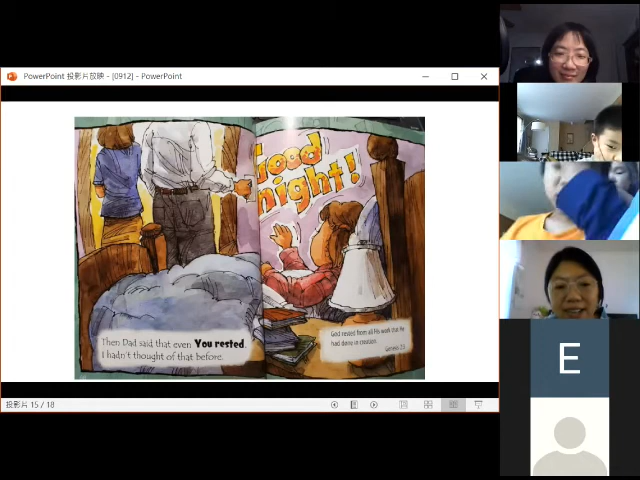 PowerPoint 投影片放映 - [0912] - PowerPoint
Good
night!
Then Dad said that even You rested.
I hadn't thought of that before.
God rested from all His work that He
had done in creation.
Genesis 2:3
投影片 15 / 18
E